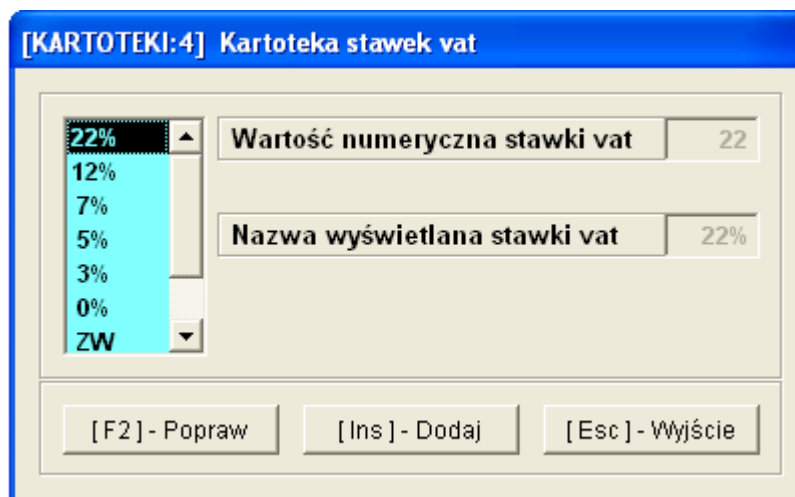 [KARTOTEKI:4] Kartoteka stawek vat
22%
12%
7%
5%
3%
0%
ZW
Wartość numeryczna stawki vat 22
Nazwa wyświetlana stawki vat 22%
[F2]- Popraw [Ins]- Dodaj [Esc]- Wyjście